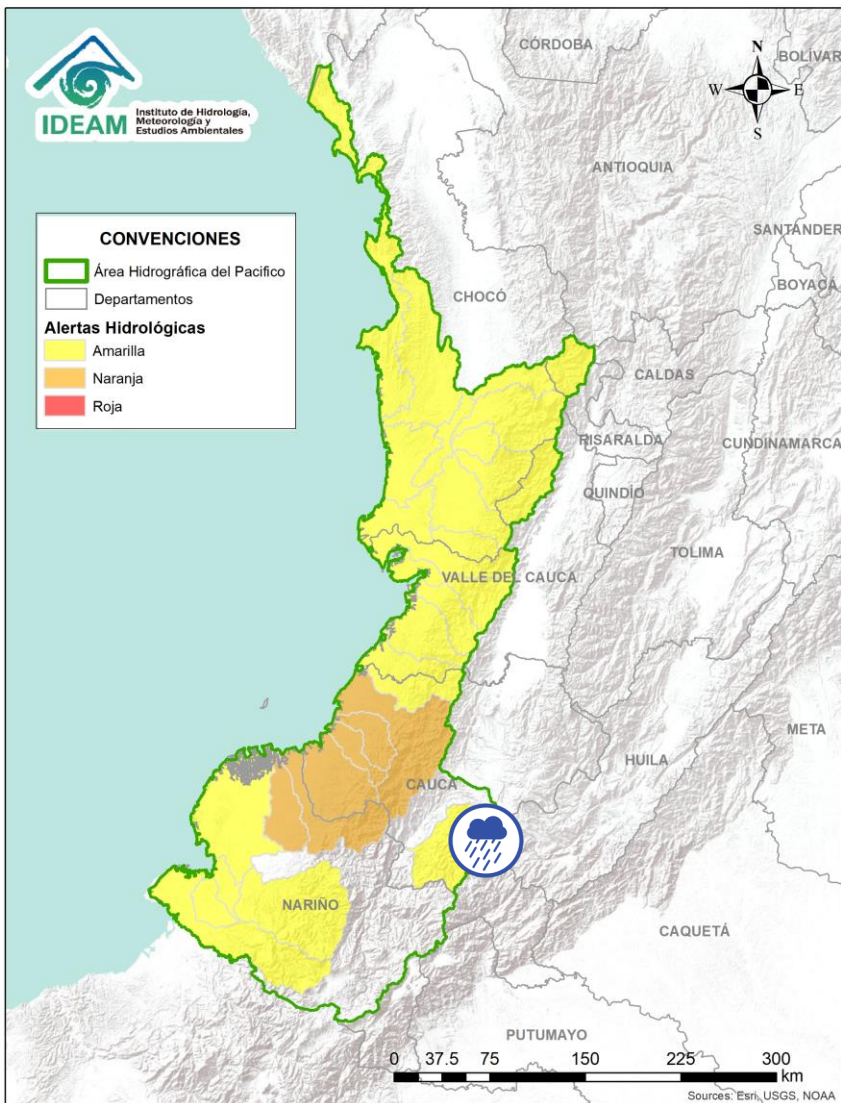 IDEAM
Instituto de Hidrología,
Meteorología y
Estudios Ambientales
CÓRDOBA
BOLÍVAR
N
W
E
S
ANTIOQUIA
SANTANDER
BOYACÁ
CONVENCIONES
Área Hidrográfica del Pacifico
Departamentos
Alertas Hidrológicas
Amarilla
Naranja
Roja
CHOCÓ
CALDAS
RISARALDA
CUNDINAMARCA
QUINDÍO
TOLIMA
VALLE DEL CAUCA
META
HUILA
CAUCA
NARIÑO
CAQUETÁ
PUTUMAYO
0 37.5 75 150 225 300
km
Sources: Esri, USGS, NOAA